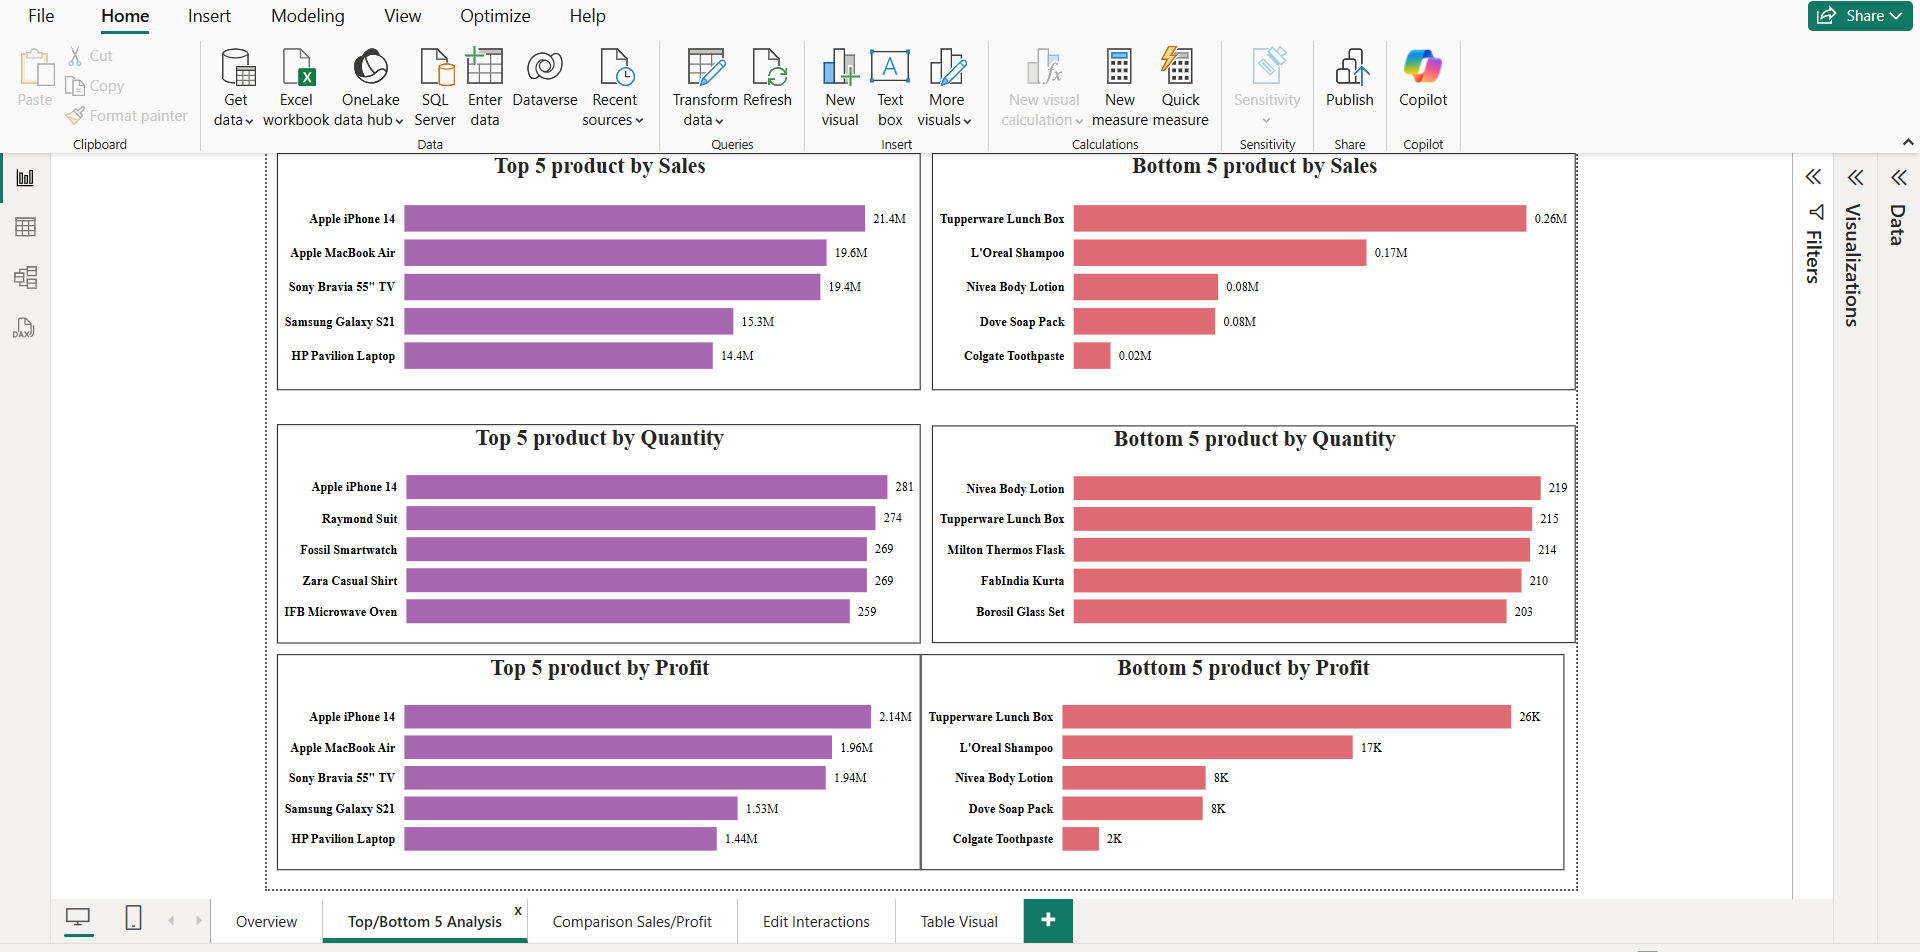 File Home Insert Modeling View Optimize Help Share
Paste
Cut
Copy
Format painter
Clipboard
Get data
Excel workbook
OneLake data hub
SQL Server
Enter data
Dataverse
Recent sources
Data
Transform data
Refresh
Queries
New visual
Text box
More visuals
Insert
New visual calculation
New measure
Quick measure
Calculations
Sensitivity
Sensitivity
Publish
Share
Copilot
Copilot
DAX
Top 5 product by Sales
Apple iPhone 14 21.4M
Apple MacBook Air 19.6M
Sony Bravia 55" TV 19.4M
Samsung Galaxy S21 15.3M
HP Pavilion Laptop 14.4M
Bottom 5 product by Sales
Tupperware Lunch Box 0.26M
L'Oreal Shampoo 0.17M
Nivea Body Lotion 0.08M
Dove Soap Pack 0.08M
Colgate Toothpaste 0.02M
Top 5 product by Quantity
Apple iPhone 14 281
Raymond Suit 274
Fossil Smartwatch 269
Zara Casual Shirt 269
IFB Microwave Oven 259
Bottom 5 product by Quantity
Nivea Body Lotion 219
Tupperware Lunch Box 215
Milton Thermos Flask 214
FabIndia Kurta 210
Borosil Glass Set 203
Top 5 product by Profit
Apple iPhone 14 2.14M
Apple MacBook Air 1.96M
Sony Bravia 55" TV 1.94M
Samsung Galaxy S21 1.53M
HP Pavilion Laptop 1.44M
Bottom 5 product by Profit
Tupperware Lunch Box 26K
L'Oreal Shampoo 17K
Nivea Body Lotion 8K
Dove Soap Pack 8K
Colgate Toothpaste 2K
Filters
Visualizations
Data
Overview Top/Bottom 5 Analysis x Comparison Sales/Profit Edit Interactions Table Visual +